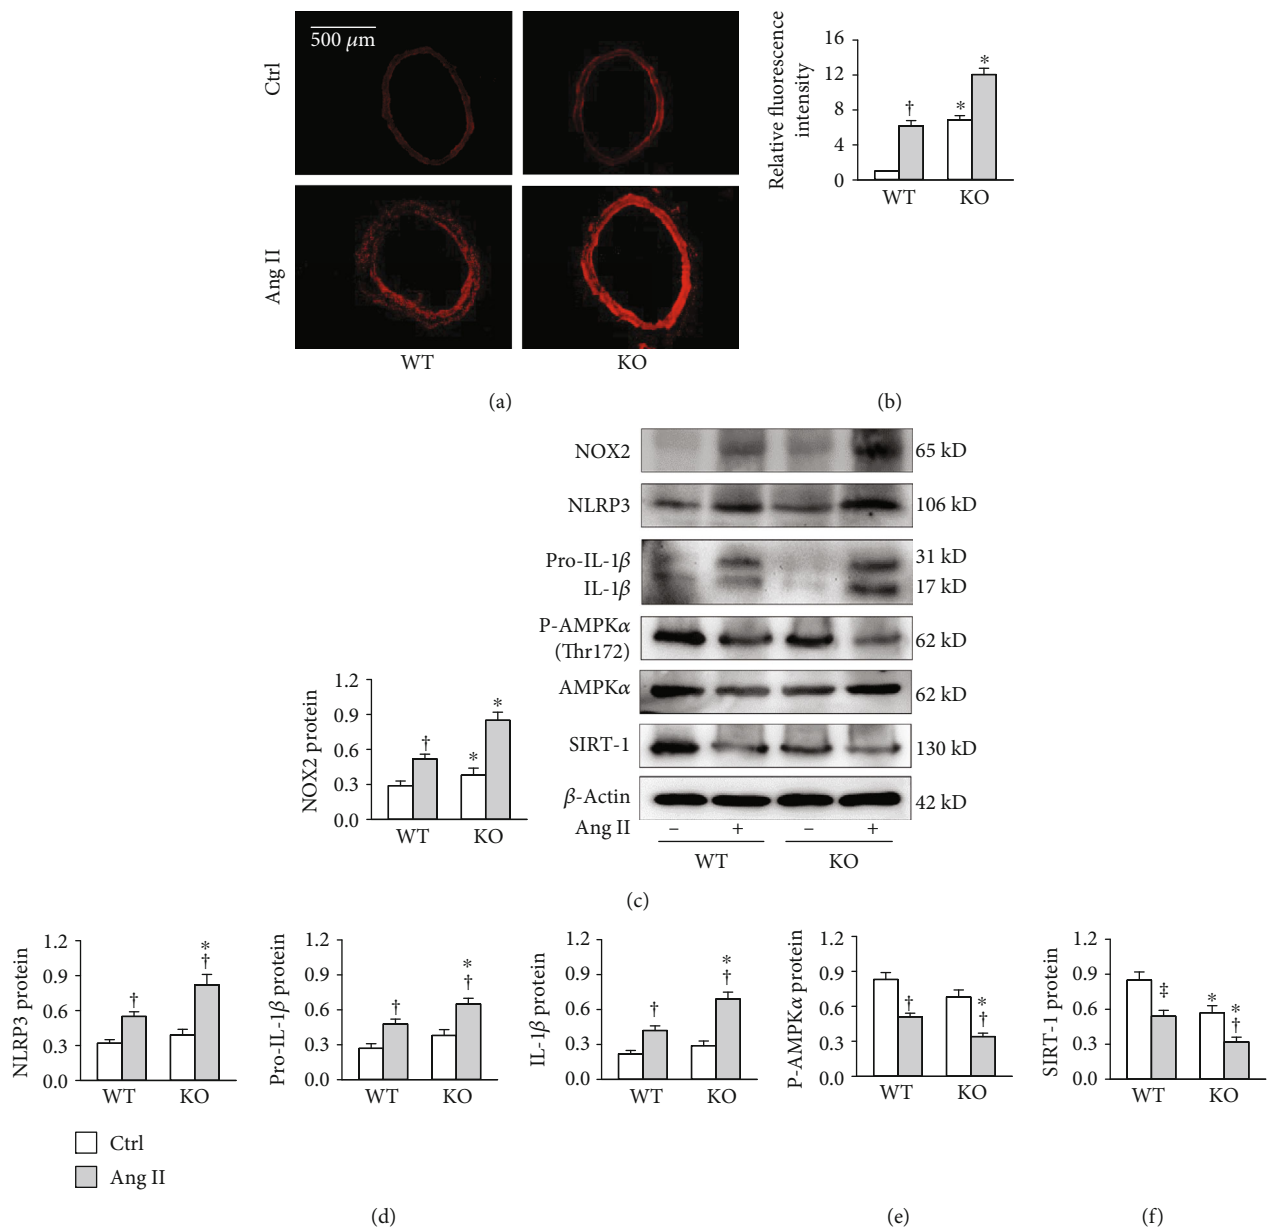 500 μm
Ctrl
Ang II
WT
KO
(a)
Relative fluorescence
intensity
16
12
8
4
0
†
*
*
WT
KO
(b)
NOX2
65 kD
NLRP3
106 kD
Pro-IL-1β
31 kD
IL-1β
17 kD
P-AMPKα
(Thr172)
62 kD
AMPKα
62 kD
SIRT-1
130 kD
β-Actin
42 kD
Ang II
– + – +
WT
KO
NOX2 protein
1.2
0.9
0.6
0.3
0.0
†
*
*
WT
KO
(c)
NLRP3 protein
1.2
0.9
0.6
0.3
0.0
†
*
†
WT
KO
Pro-IL-1β protein
1.2
0.9
0.6
0.3
0.0
†
*
†
WT
KO
IL-1β protein
1.2
0.9
0.6
0.3
0.0
†
*
†
WT
KO
Ctrl
Ang II
(d)
P-AMPKα protein
1.2
0.9
0.6
0.3
0.0
†
*
†
WT
KO
(e)
SIRT-1 protein
1.2
0.9
0.6
0.3
0.0
‡
*
*
†
WT
KO
(f)